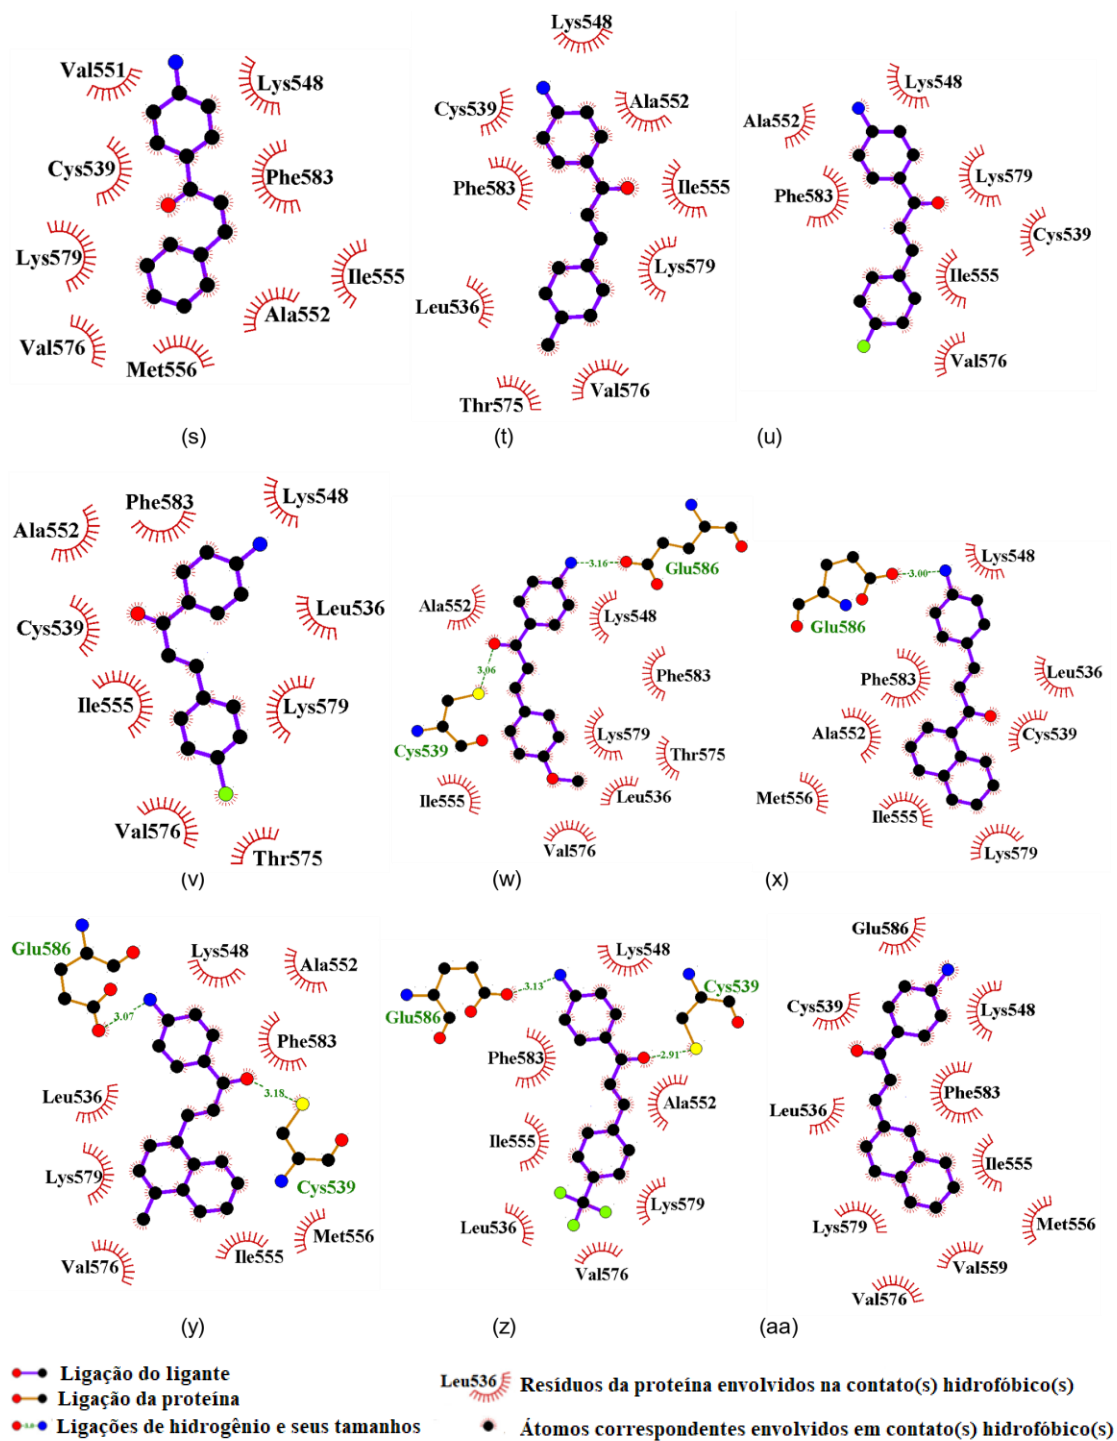 Val551
Lys548
Cys539
Phe583
Lys579
Ile555
Ala552
Val576
Met556
(s)
Lys548
Cys539
Ala552
Phe583
Ile555
Lys579
Leu536
Val576
Thr575
(t)
Lys548
Ala552
Lys579
Phe583
Cys539
Ile555
Val576
(u)
Phe583
Lys548
Ala552
Leu536
Cys539
Ile555
Lys579
Val576
Thr575
(v)
3.16
Glu586
Ala552
Lys548
3.06
Phe583
Cys539
Lys579
Thr575
Ile555
Leu536
Val576
(w)
Lys548
3.00
Glu586
Phe583
Leu536
Ala552
Cys539
Met556
Ile555
Lys579
(x)
Glu586
Lys548
Ala552
3.07
Phe583
Leu536
3.18
Lys579
Cys539
Met556
Val576
Ile555
(y)
Lys548
Cys539
3.13
Glu586
Phe583
2.91
Ala552
Ile555
Lys579
Leu536
Val576
(z)
Glu586
Cys539
Lys548
Phe583
Leu536
Ile555
Lys579
Met556
Val559
Val576
(aa)
Ligação do ligante
Ligação da proteína
Ligações de hidrogênio e seus tamanhos
Leu536 Resíduos da proteína envolvidos na contato(s) hidrofóbico(s)
Átomos correspondentes envolvidos em contato(s) hidrofóbico(s)